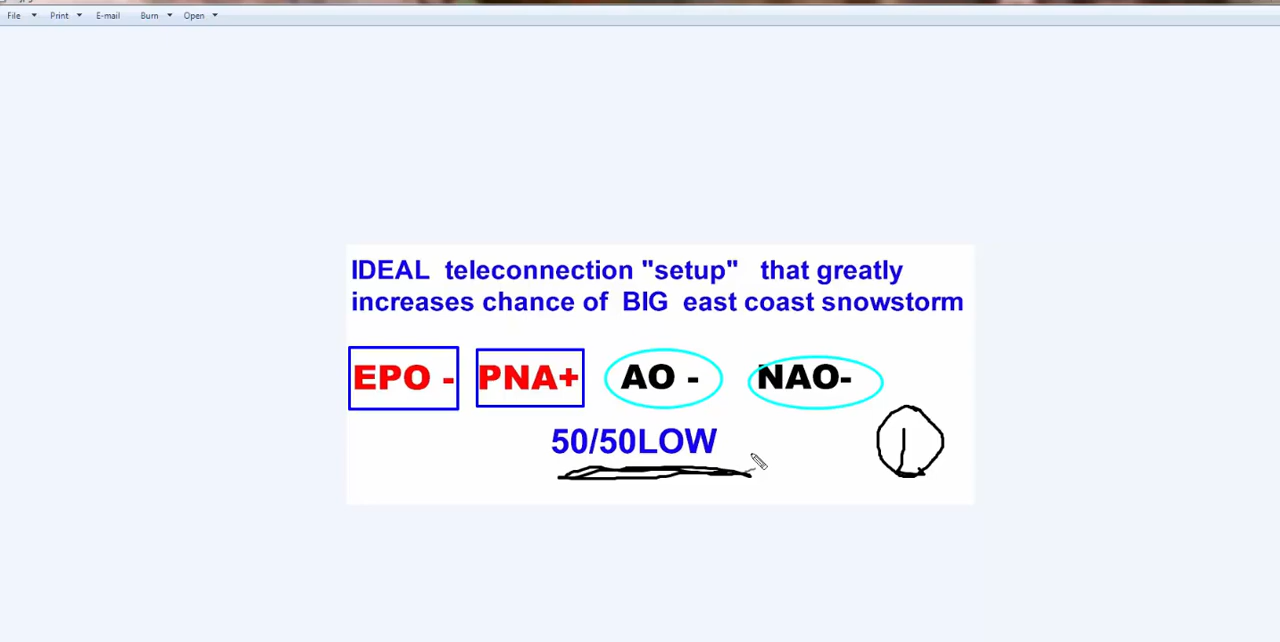 File Print E-mail Burn Open
IDEAL teleconnection "setup" that greatly
increases chance of BIG east coast snowstorm
EPO - PNA+ AO - NAO-
50/50LOW
1